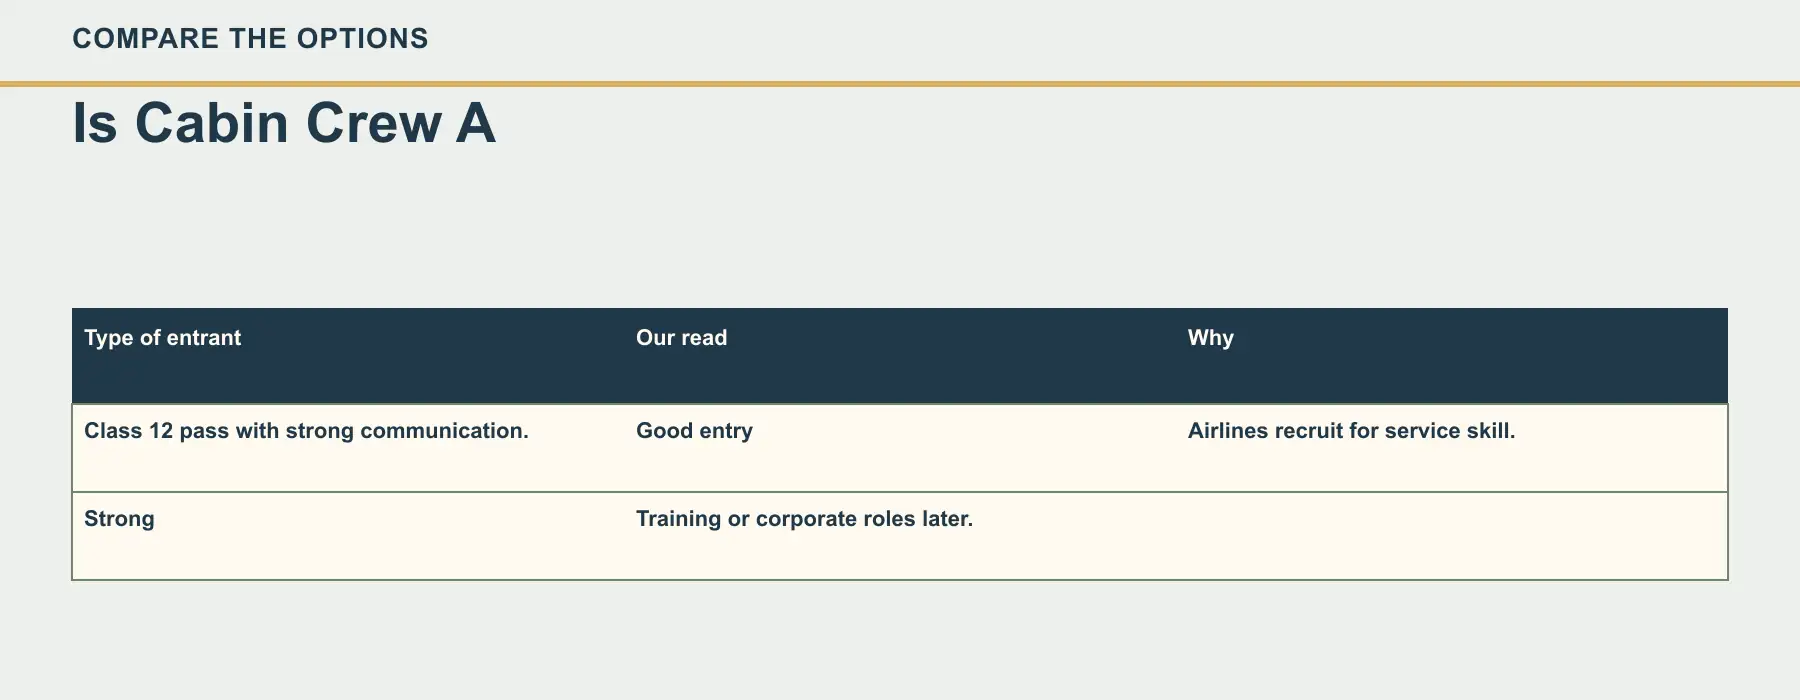 COMPARE THE OPTIONS
Is Cabin Crew A
Type of entrant Our read Why
Class 12 pass with strong communication. Good entry Airlines recruit for service skill.
Strong Training or corporate roles later.